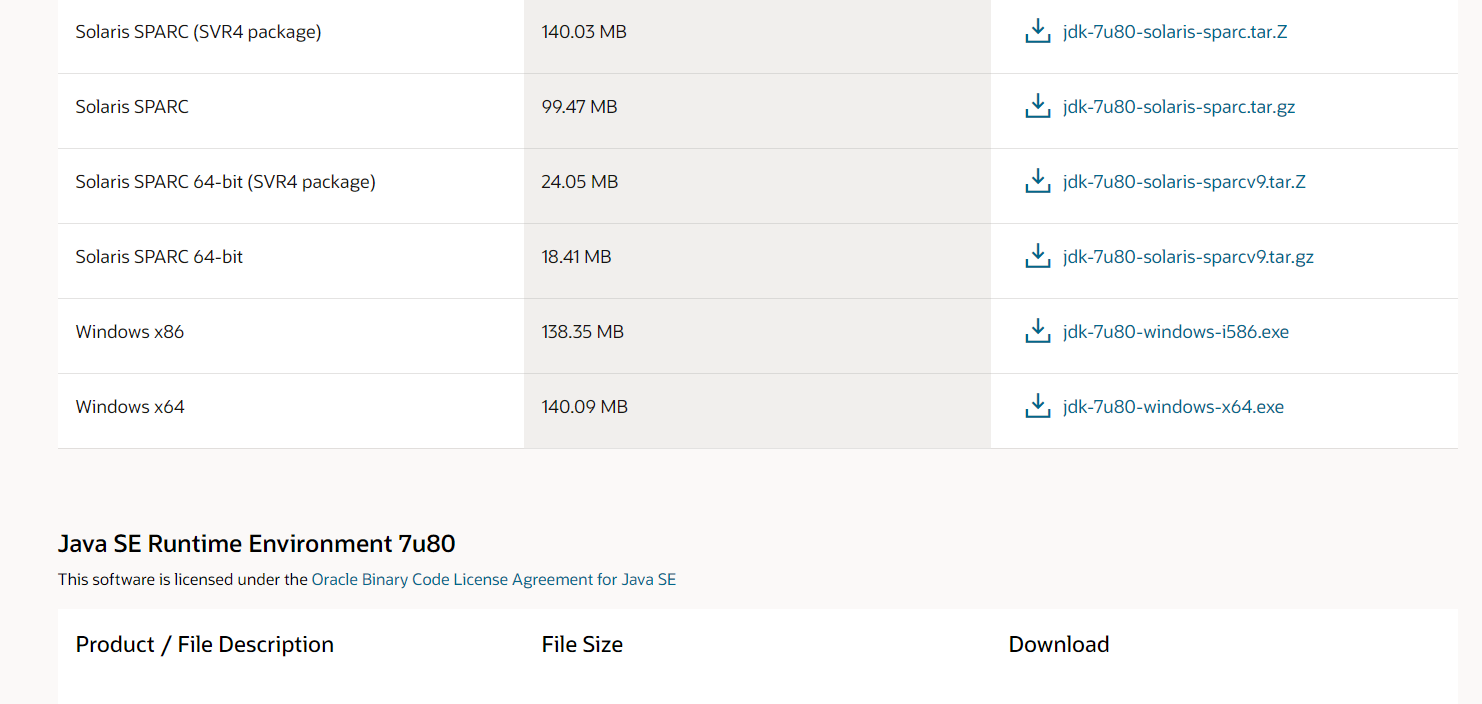 Solaris SPARC (SVR4 package) 140.03 MB jdk-7u80-solaris-sparc.tar.Z
Solaris SPARC 99.47 MB jdk-7u80-solaris-sparc.tar.gz
Solaris SPARC 64-bit (SVR4 package) 24.05 MB jdk-7u80-solaris-sparcv9.tar.Z
Solaris SPARC 64-bit 18.41 MB jdk-7u80-solaris-sparcv9.tar.gz
Windows x86 138.35 MB jdk-7u80-windows-i586.exe
Windows x64 140.09 MB jdk-7u80-windows-x64.exe
Java SE Runtime Environment 7u80
This software is licensed under the Oracle Binary Code License Agreement for Java SE
Product / File Description File Size Download